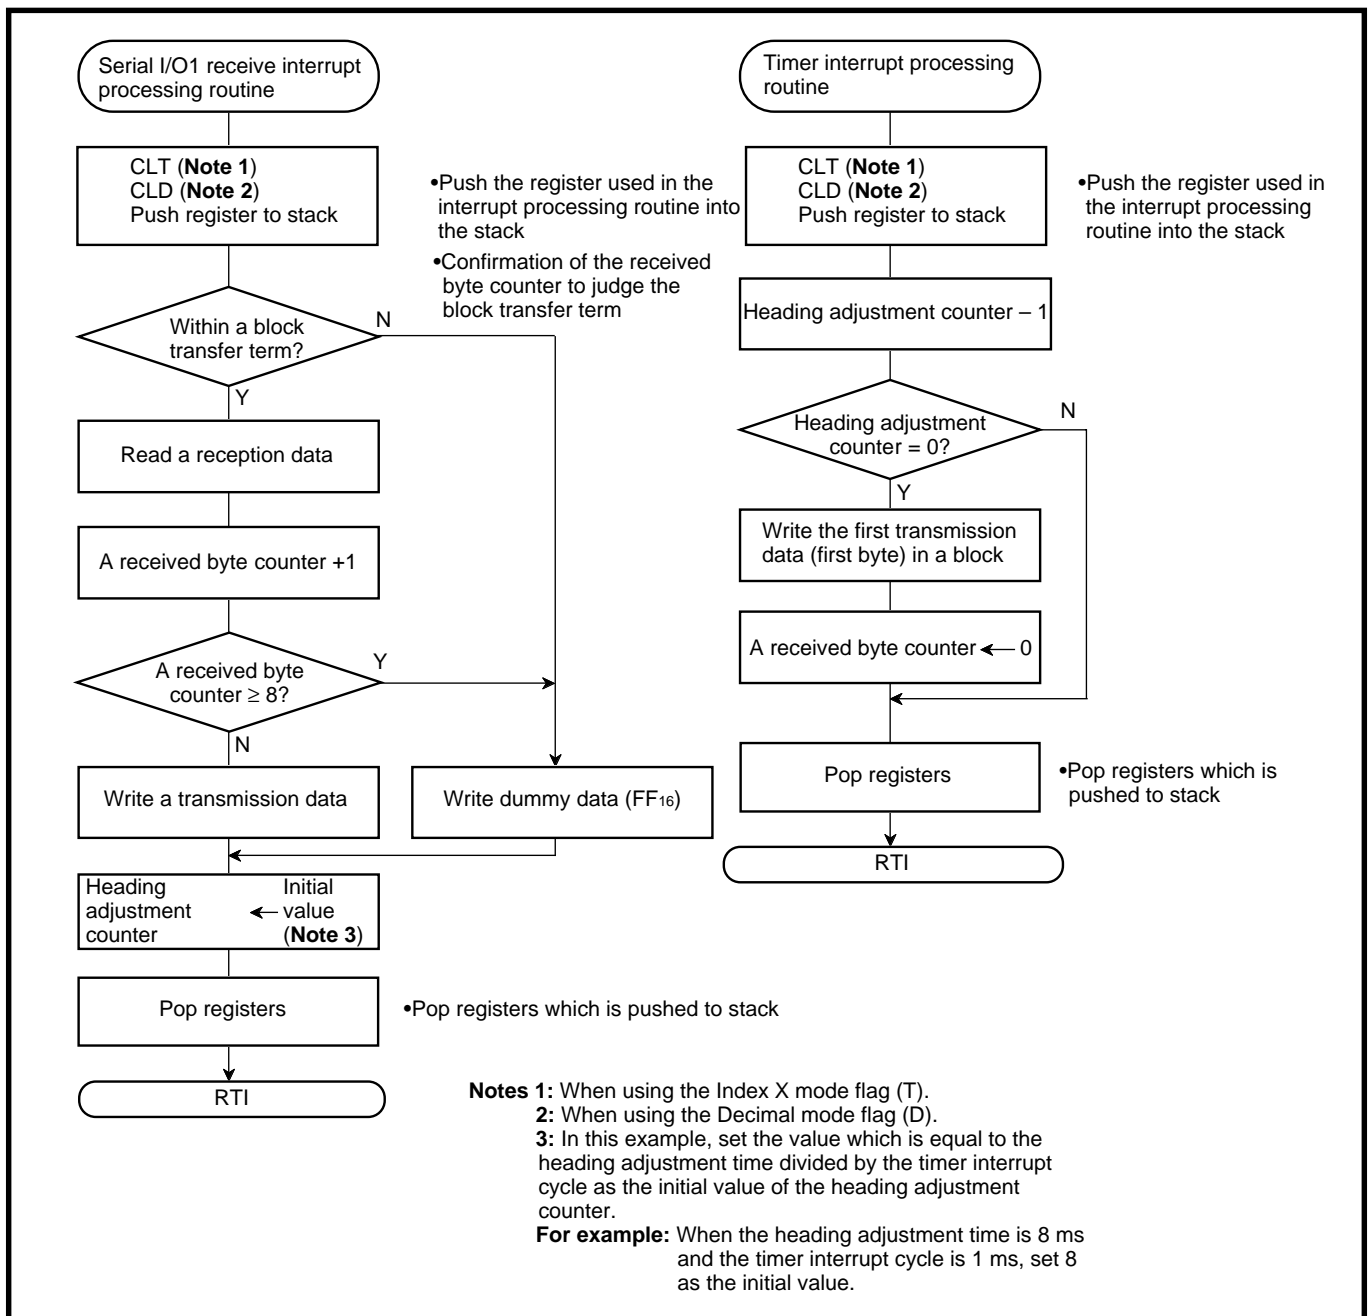 Serial I/O1 receive interrupt
processing routine
CLT (Note 1)
CLD (Note 2)
Push register to stack
•Push the register used in the
interrupt processing routine into
the stack
•Confirmation of the received
byte counter to judge the
block transfer term
Within a block
transfer term?
N
Y
Read a reception data
A received byte counter +1
A received byte
counter ≥ 8?
Y
N
Write a transmission data
Write dummy data (FF16)
Heading
adjustment
counter
← Initial
value
(Note 3)
Pop registers
•Pop registers which is pushed to stack
RTI
Timer interrupt processing
routine
CLT (Note 1)
CLD (Note 2)
Push register to stack
•Push the register used in
the interrupt processing
routine into the stack
Heading adjustment counter – 1
Heading adjustment
counter = 0?
N
Y
Write the first transmission
data (first byte) in a block
A received byte counter ← 0
Pop registers
•Pop registers which is
pushed to stack
RTI
Notes 1: When using the Index X mode flag (T).
2: When using the Decimal mode flag (D).
3: In this example, set the value which is equal to the
heading adjustment time divided by the timer interrupt
cycle as the initial value of the heading adjustment
counter.
For example: When the heading adjustment time is 8 ms
and the timer interrupt cycle is 1 ms, set 8
as the initial value.